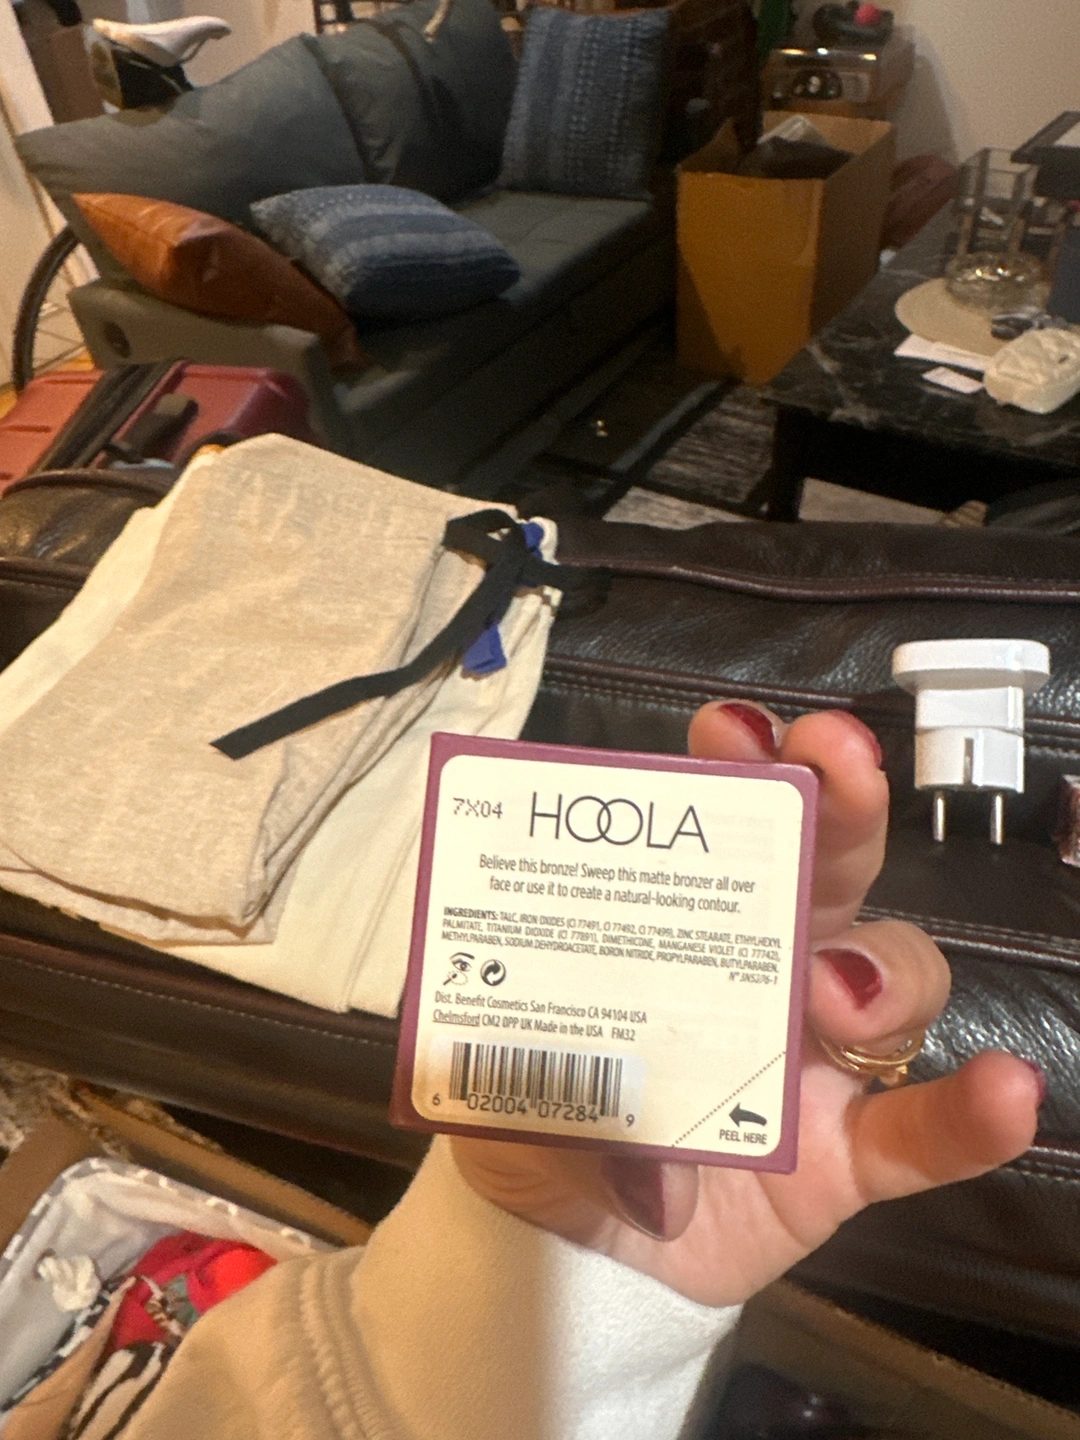 7X04
HOOLA
Believe this bronze! Sweep this matte bronzer all over
face or use it to create a natural-looking contour.
INGREDIENTS: TALC, IRON OXIDES (CI 77491, CI 77492, CI 77499), ZINC STEARATE, ETHYLHEXYL
PALMITATE, TITANIUM DIOXIDE (CI 77891), DIMETHICONE, MANGANESE VIOLET (CI 77742),
METHYLPARABEN, SODIUM DEHYDROACETATE, BORON NITRIDE, PROPYLPARABEN, BUTYLPARABEN.
Dist. Benefit Cosmetics San Francisco CA 94104 USA
Chelmsford CM2 0PP UK Made in the USA FM32
6 02004 07284 9
PEEL HERE